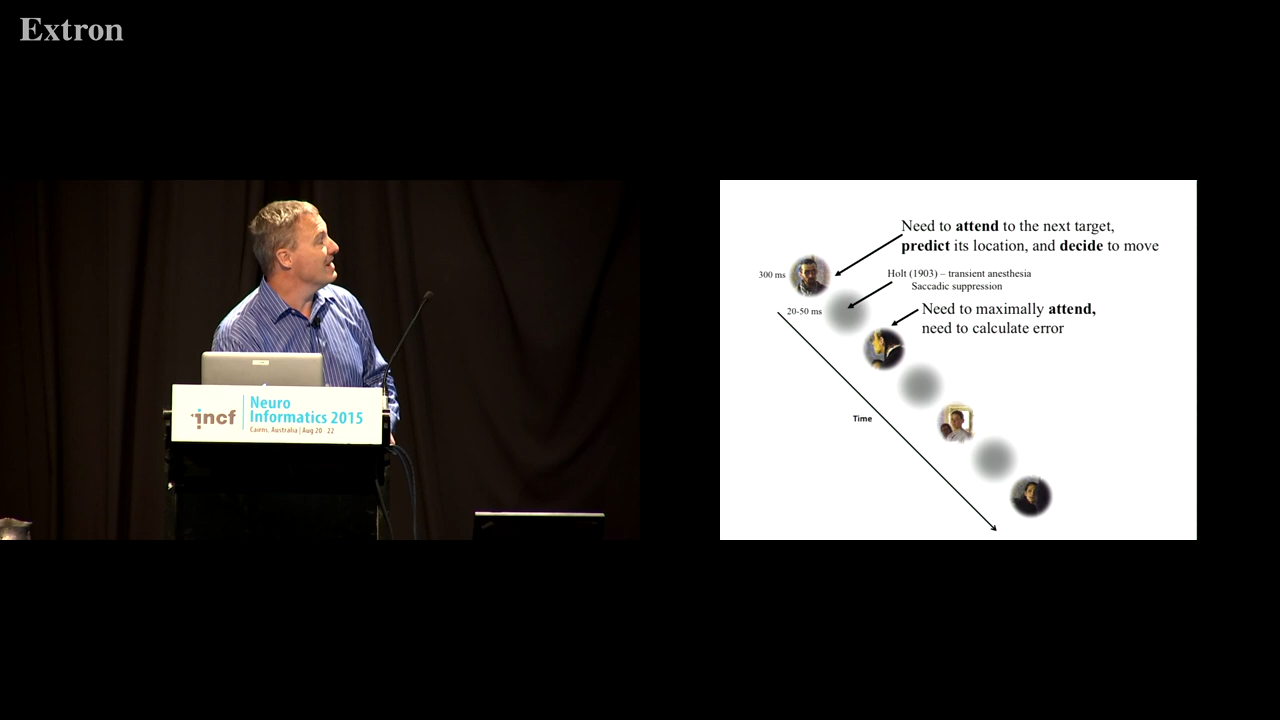 Extron
incf
Neuro
Informatics 2015
Cairns, Australia | Aug 20 - 22
Need to attend to the next target,
predict its location, and decide to move
300 ms
Holt (1903) – transient anesthesia
Saccadic suppression
20-50 ms
Need to maximally attend,
need to calculate error
Time